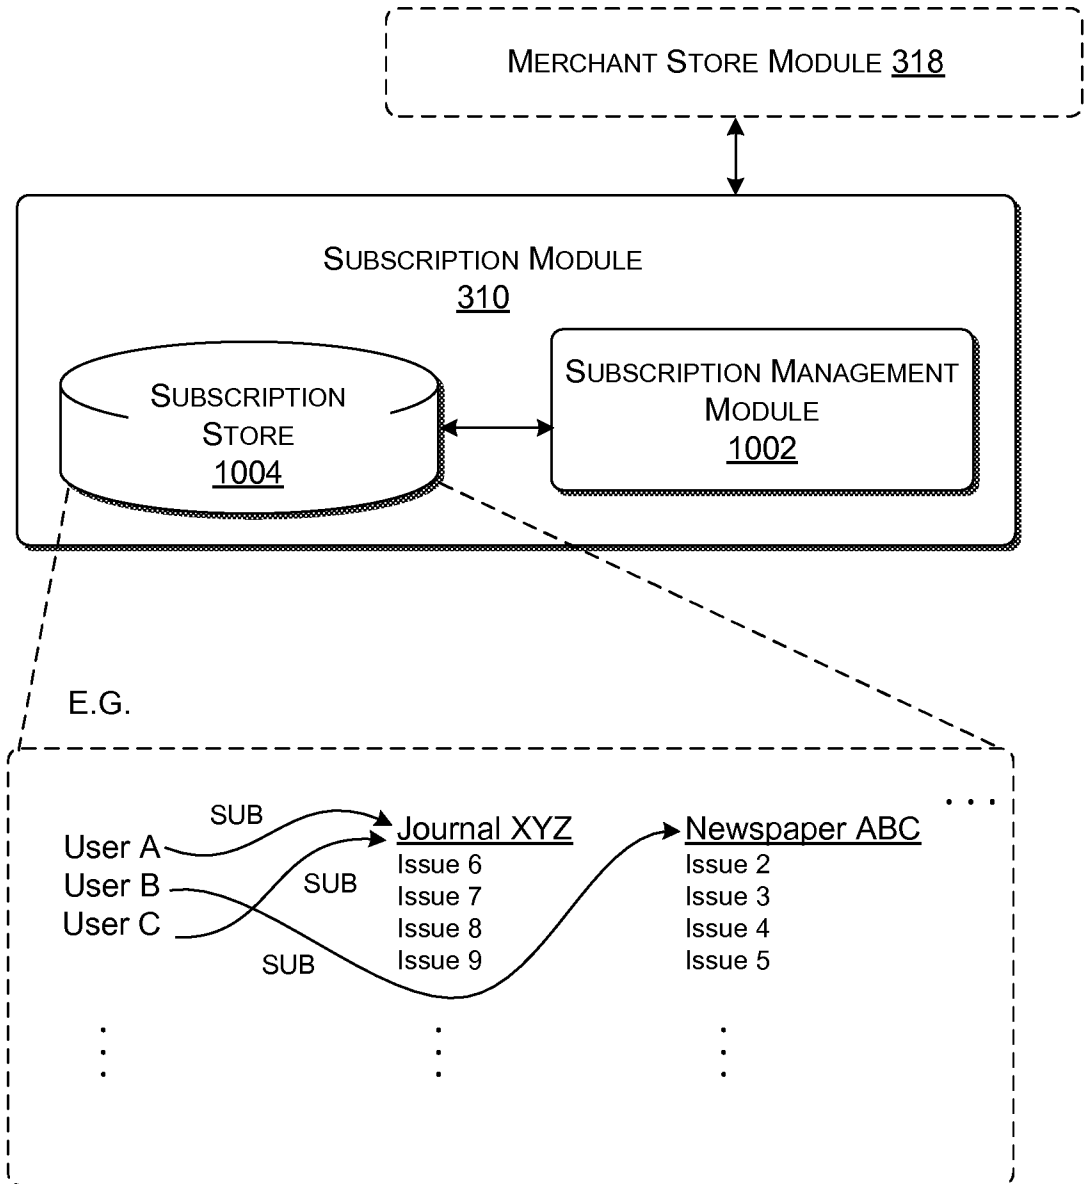 MERCHANT STORE MODULE 318
SUBSCRIPTION MODULE
310
SUBSCRIPTION
STORE
1004
SUBSCRIPTION MANAGEMENT
MODULE
1002
E.G.
. . .
SUB
Journal XYZ
Newspaper ABC
User A
Issue 6
Issue 2
User B
SUB
Issue 7
Issue 3
User C
Issue 8
Issue 4
SUB
Issue 9
Issue 5